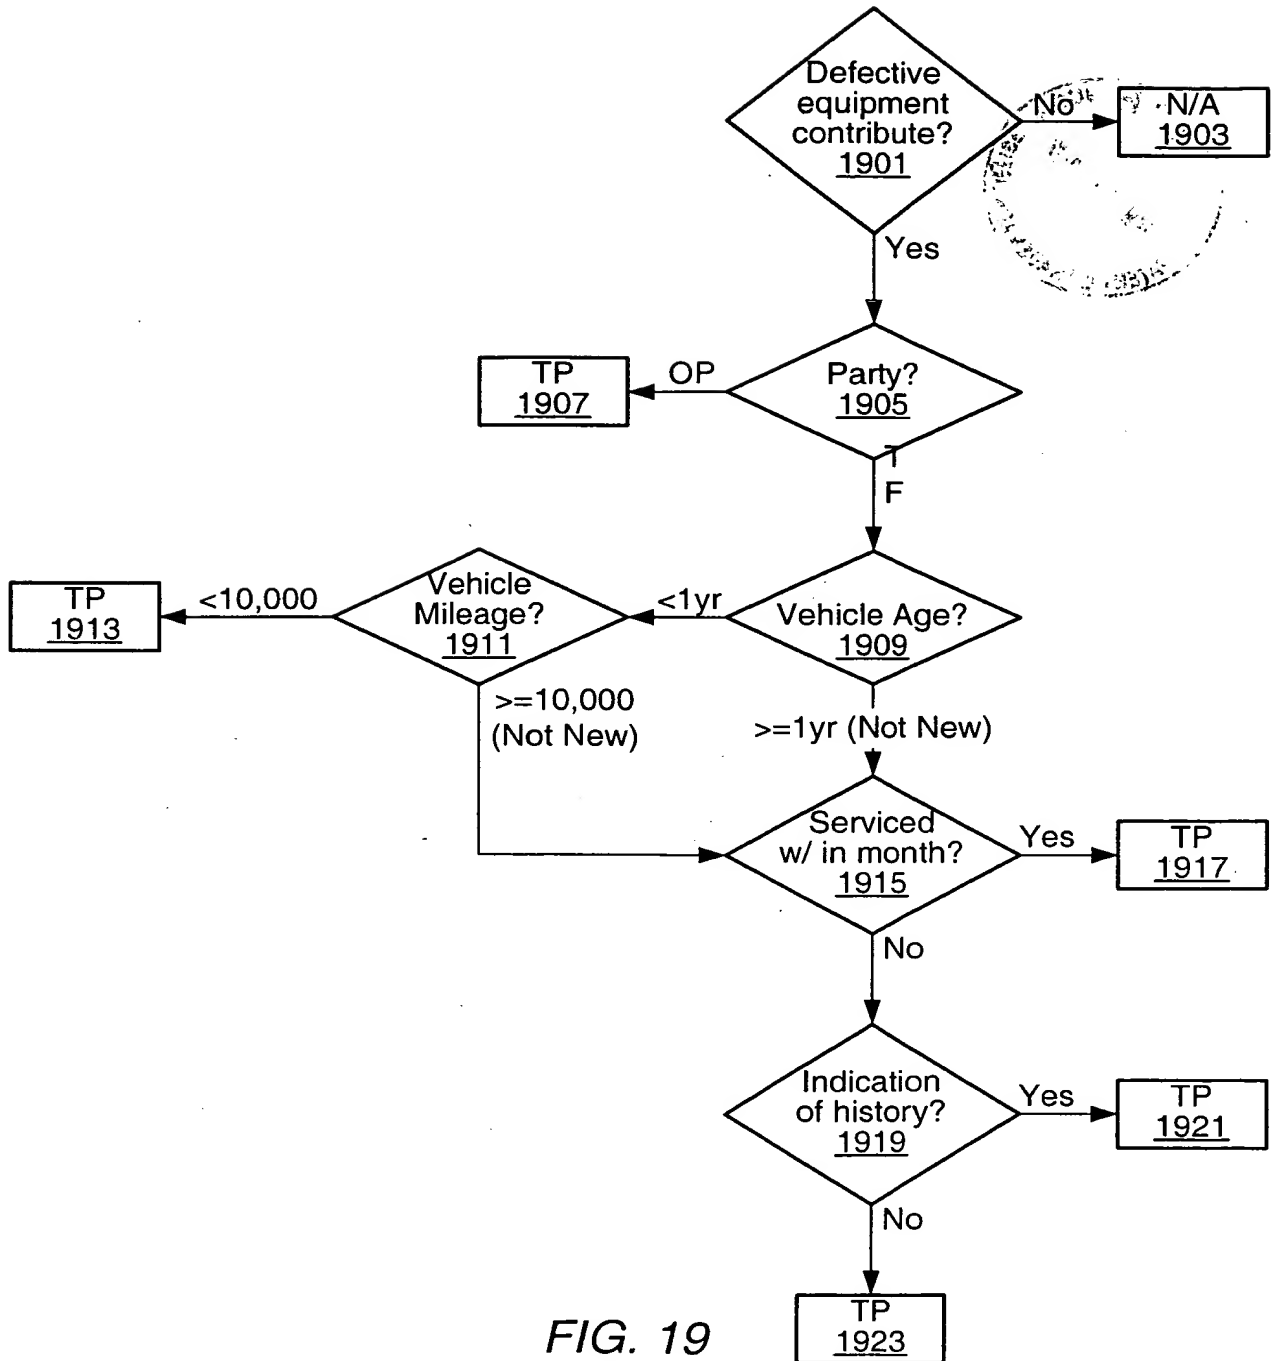 Defective
equipment
contribute?
1901
No
N/A
1903
Yes
Party?
1905
OP
TP
1907
T
F
Vehicle Age?
1909
<1yr
Vehicle
Mileage?
1911
<10,000
TP
1913
>=10,000
(Not New)
>=1yr (Not New)
Serviced
w/ in month?
1915
Yes
TP
1917
No
Indication
of history?
1919
Yes
TP
1921
No
TP
1923
FIG. 19